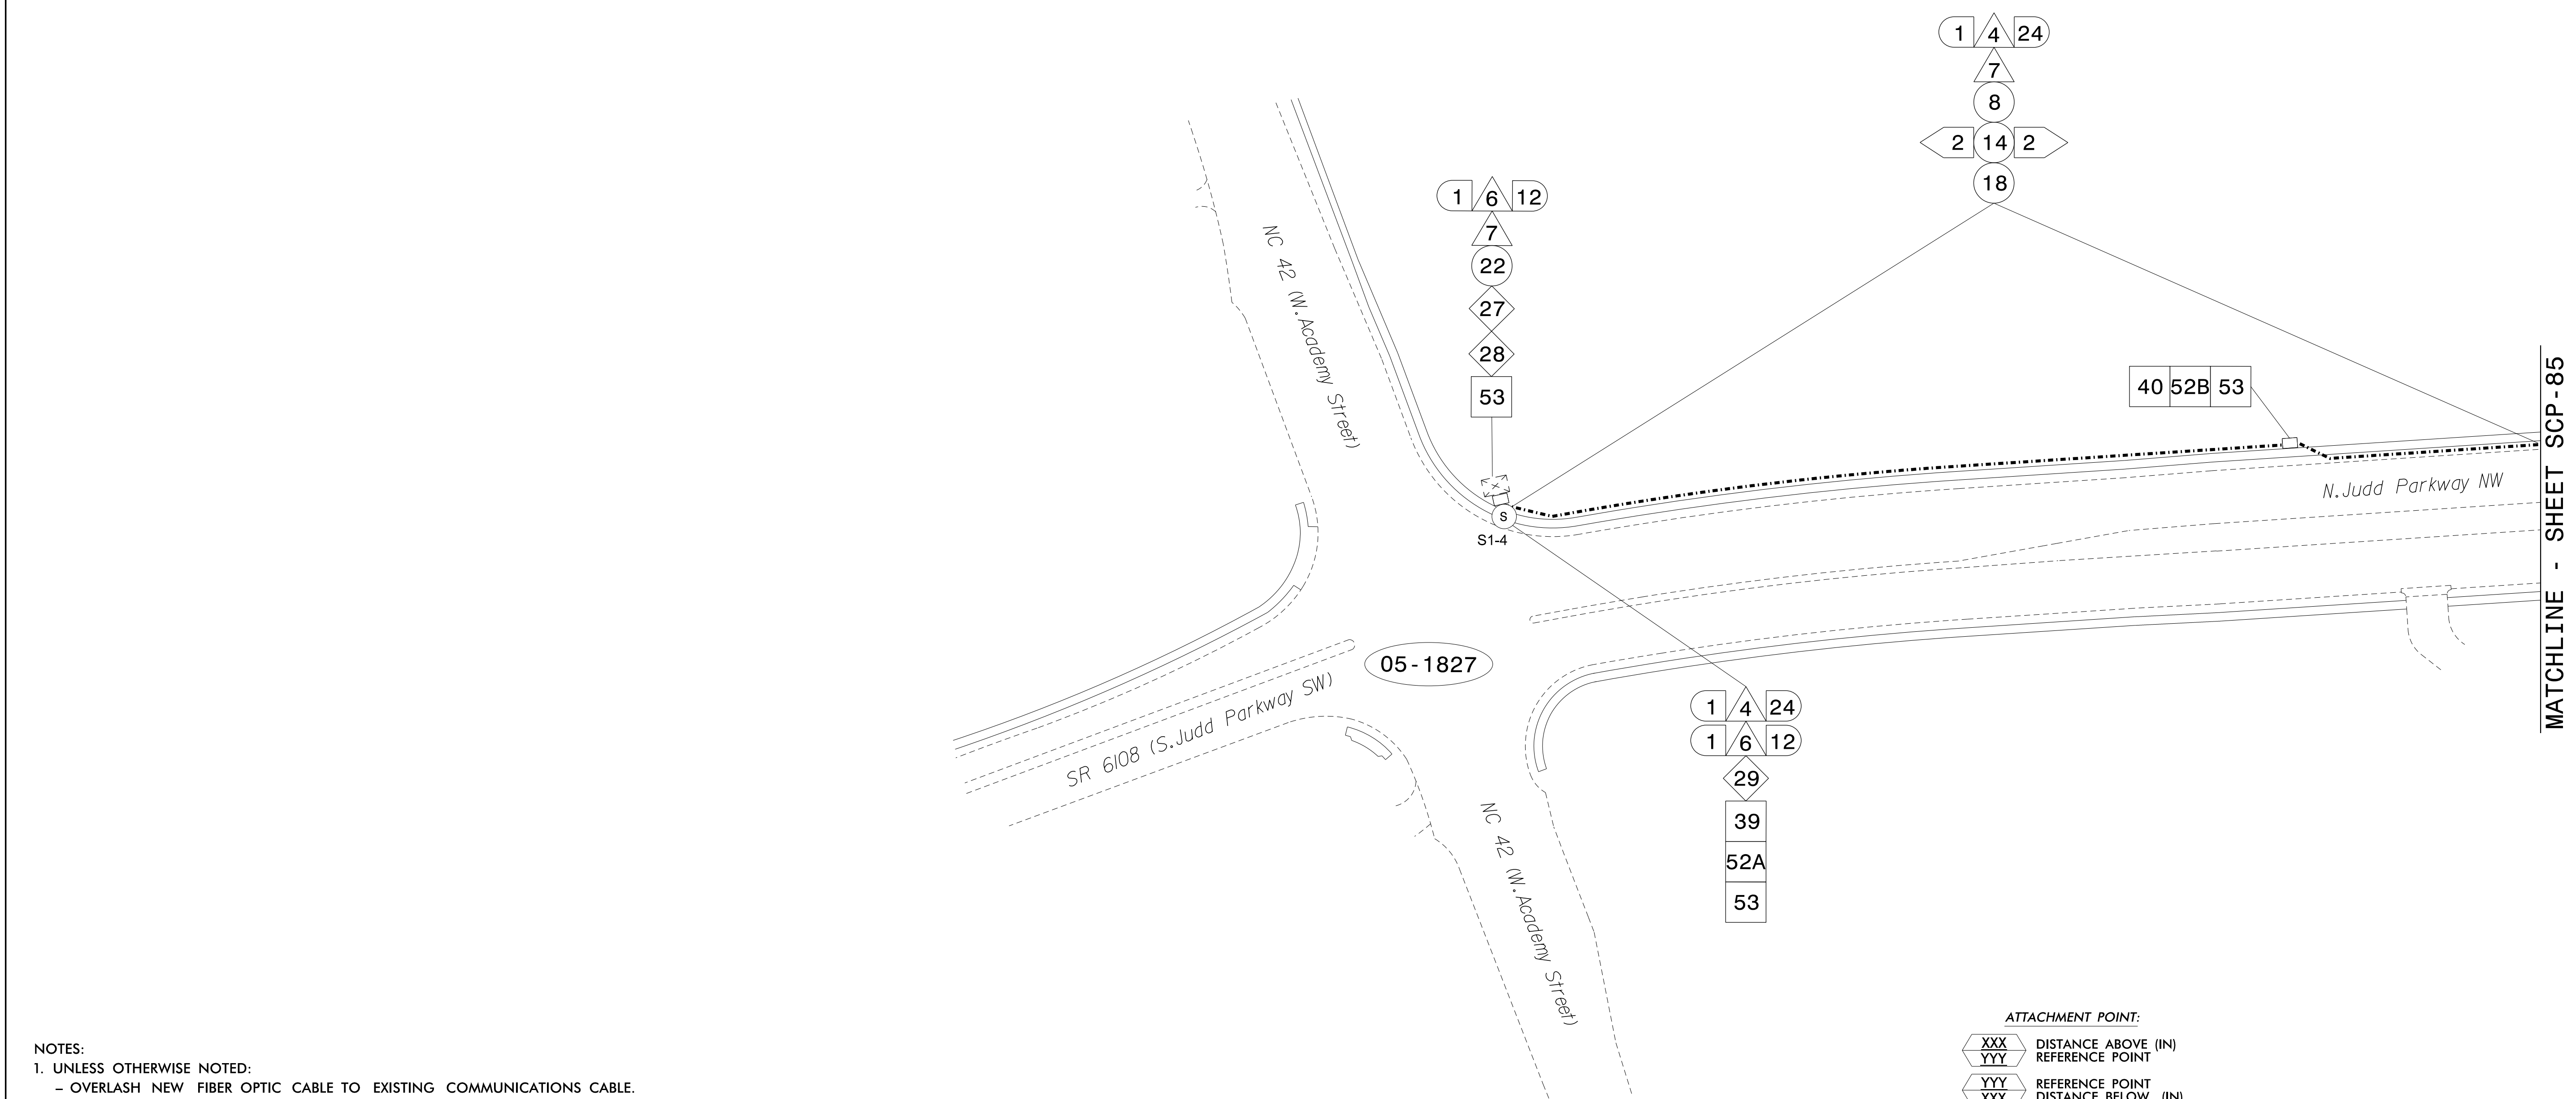 1 4 24
7
8
2 14 2
18
1 6 12
7
22
27
28
53
NC 42 (W.Academy Street)
40 52B 53
MATCHLINE - SHEET SCP-85
N.Judd Parkway NW
S
S1-4
05-1827
SR 6108 (S.Judd Parkway SW)
1 4 24
1 6 12
29
39
52A
53
NC 42 (W.Academy Street)
ATTACHMENT POINT:
XXX DISTANCE ABOVE (IN)
YYY REFERENCE POINT
YYY REFERENCE POINT
XXX DISTANCE BELOW (IN)
NOTES:
1. UNLESS OTHERWISE NOTED:
– OVERLASH NEW FIBER OPTIC CABLE TO EXISTING COMMUNICATIONS CABLE.